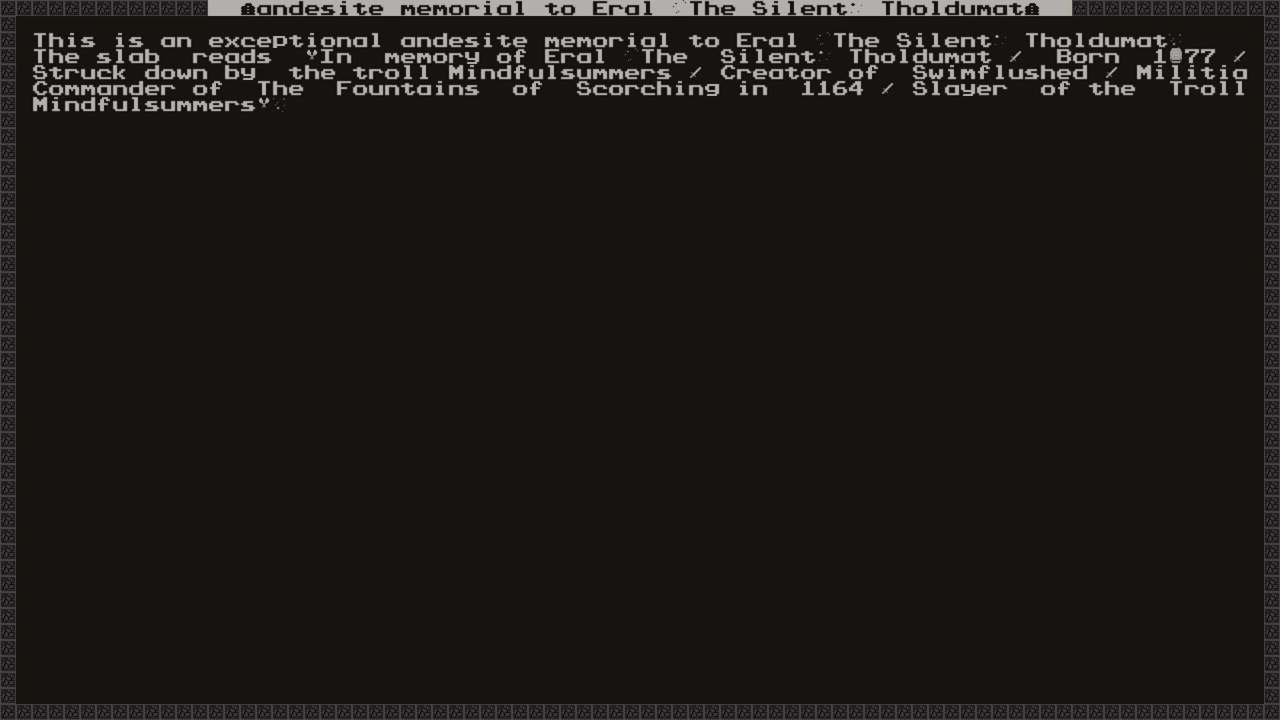 andesite memorial to Eral `The Silent' Tholdumat
This is an exceptional andesite memorial to Eral `The Silent' Tholdumat.
The slab reads "In memory of Eral `The Silent' Tholdumat / Born 1077 /
Struck down by the troll Mindfulsummers / Creator of Swimflushed / Militia
Commander of The Fountains of Scorching in 1164 / Slayer of the Troll
Mindfulsummers".